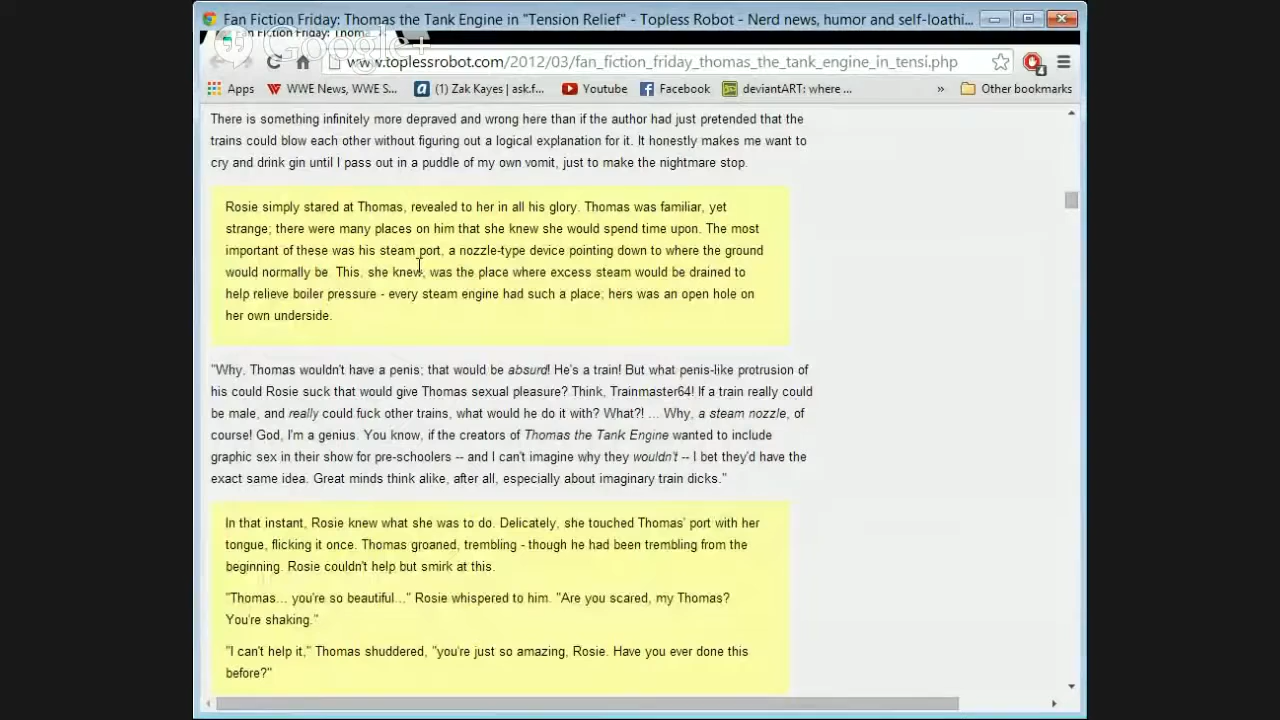 Fan Fiction Friday: Thomas the Tank Engine in "Tension Relief" - Topless Robot - Nerd news, humor and self-loathi...
Fan Fiction Friday: Thoma
Google+
www.toplessrobot.com/2012/03/fan_fiction_friday_thomas_the_tank_engine_in_tensi.php
4
Apps WWE News, WWE S... (1) Zak Kayes | ask.f... Youtube Facebook deviantART: where ... » Other bookmarks
There is something infinitely more depraved and wrong here than if the author had just pretended that the
trains could blow each other without figuring out a logical explanation for it. It honestly makes me want to
cry and drink gin until I pass out in a puddle of my own vomit, just to make the nightmare stop.
Rosie simply stared at Thomas, revealed to her in all his glory. Thomas was familiar, yet
strange; there were many places on him that she knew she would spend time upon. The most
important of these was his steam port, a nozzle-type device pointing down to where the ground
would normally be. This, she knew, was the place where excess steam would be drained to
help relieve boiler pressure - every steam engine had such a place; hers was an open hole on
her own underside.
"Why, Thomas wouldn't have a penis; that would be absurd! He's a train! But what penis-like protrusion of
his could Rosie suck that would give Thomas sexual pleasure? Think, Trainmaster64! If a train really could
be male, and really could fuck other trains, what would he do it with? What?! ... Why, a steam nozzle, of
course! God, I'm a genius. You know, if the creators of Thomas the Tank Engine wanted to include
graphic sex in their show for pre-schoolers -- and I can't imagine why they wouldn't -- I bet they'd have the
exact same idea. Great minds think alike, after all, especially about imaginary train dicks."
In that instant, Rosie knew what she was to do. Delicately, she touched Thomas' port with her
tongue, flicking it once. Thomas groaned, trembling - though he had been trembling from the
beginning. Rosie couldn't help but smirk at this.
"Thomas... you're so beautiful..." Rosie whispered to him. "Are you scared, my Thomas?
You're shaking."
"I can't help it," Thomas shuddered, "you're just so amazing, Rosie. Have you ever done this
before?"